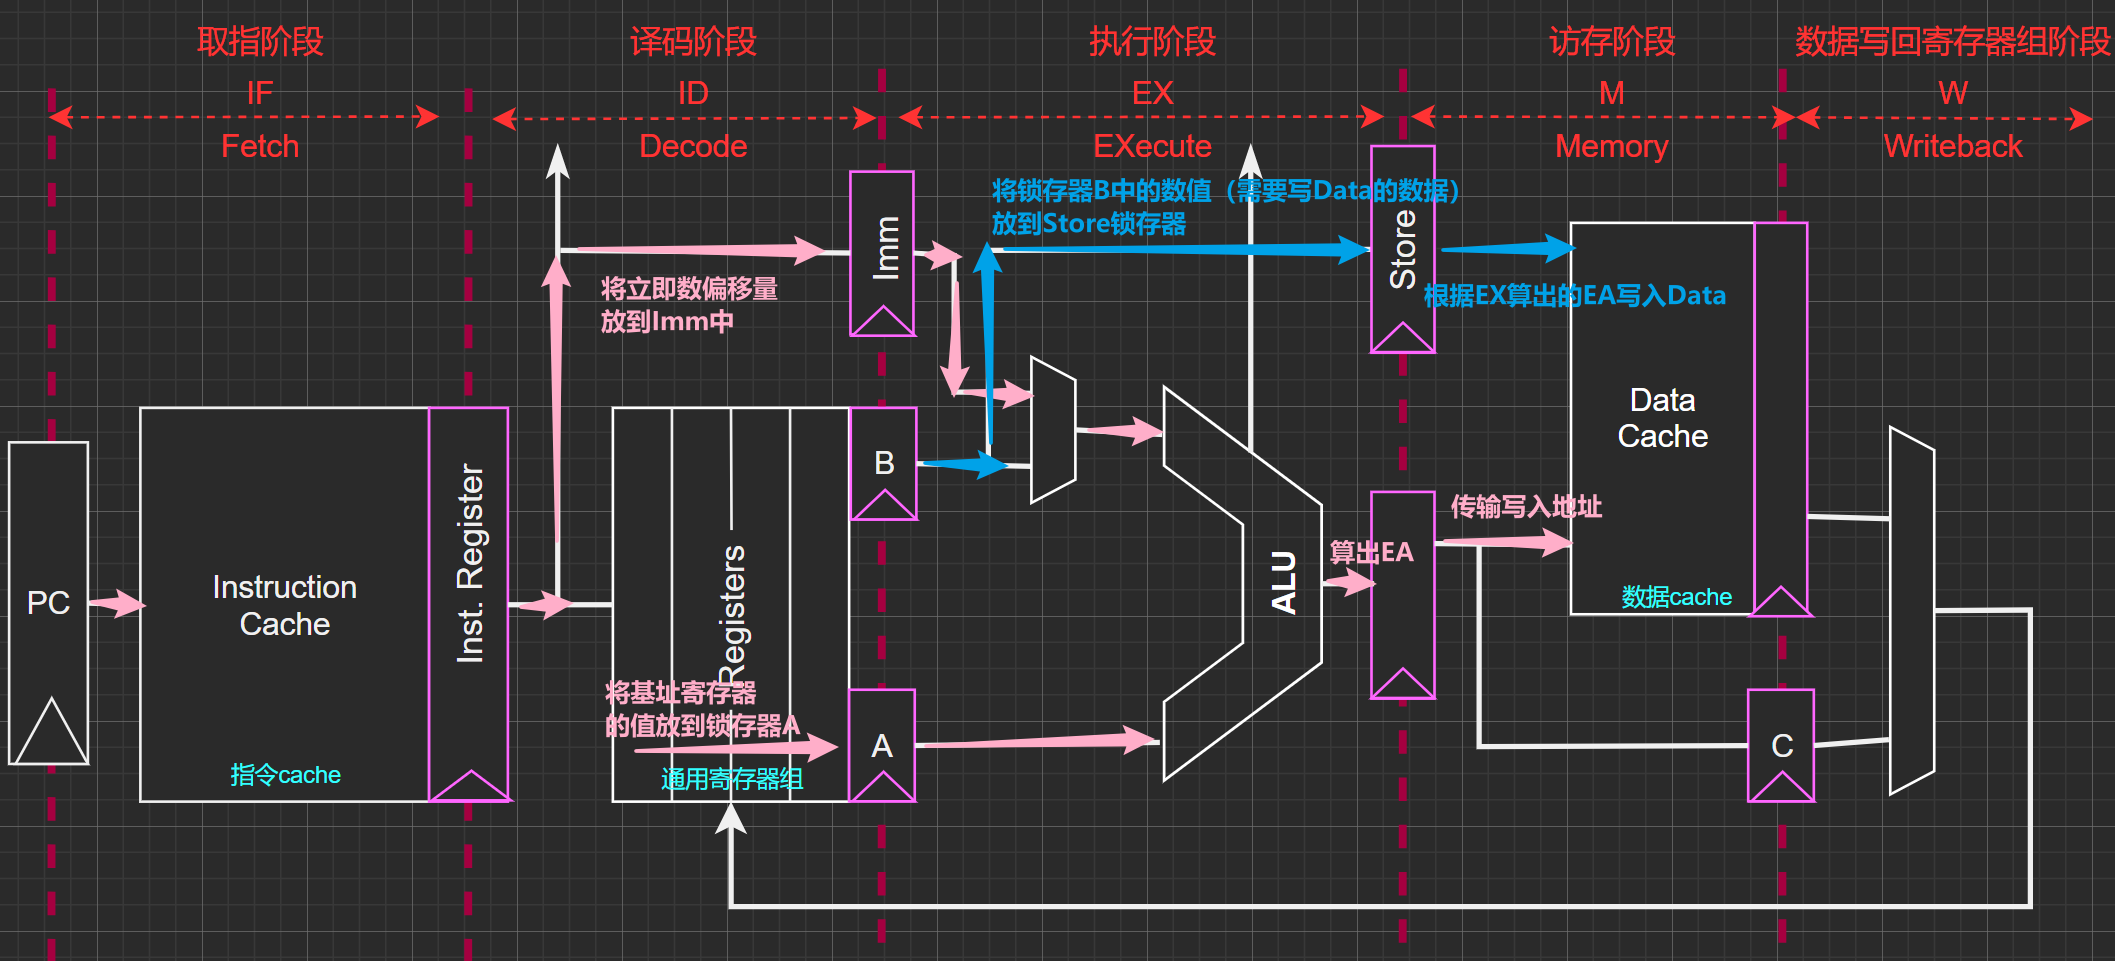 取指阶段
IF
Fetch
译码阶段
ID
Decode
执行阶段
EX
EXecute
访存阶段
M
Memory
数据写回寄存器组阶段
W
Writeback
将锁存器B中的数值（需要写Data的数据）
放到Store锁存器
将立即数偏移量
放到Imm中
Imm
Store
根据EX算出的EA写入Data
Data
Cache
数据cache
PC
Instruction
Cache
指令cache
Inst. Register
Registers
将基址寄存器
的值放到锁存器A
通用寄存器组
B
A
ALU
算出EA
传输写入地址
C